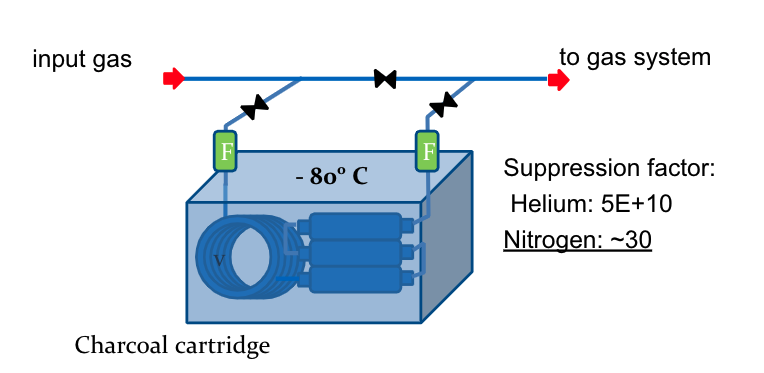 input gas
to gas system
F
F
- 80º C
Suppression factor:
Helium: 5E+10
Nitrogen: ~30
v
Charcoal cartridge